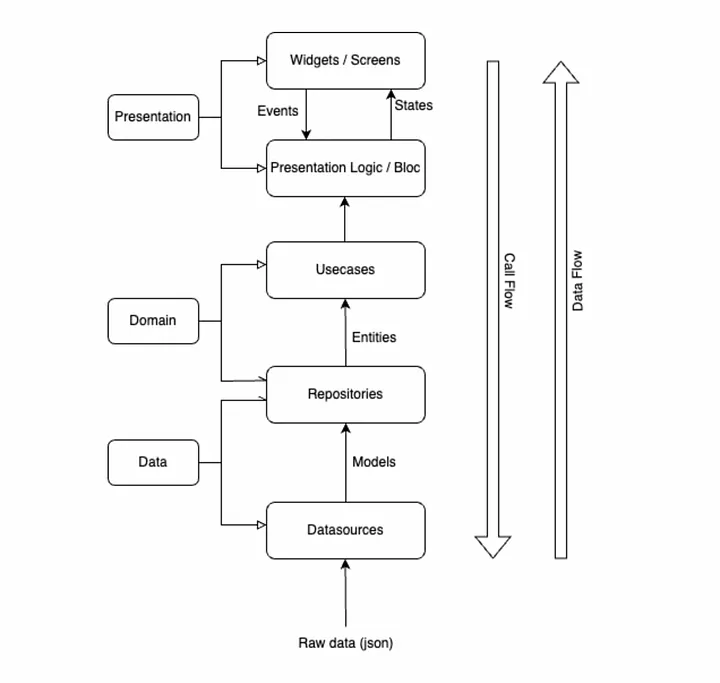 Widgets / Screens
Presentation
Events
States
Presentation Logic / Bloc
Usecases
Domain
Entities
Repositories
Data
Models
Datasources
Raw data (json)
Call Flow
Data Flow